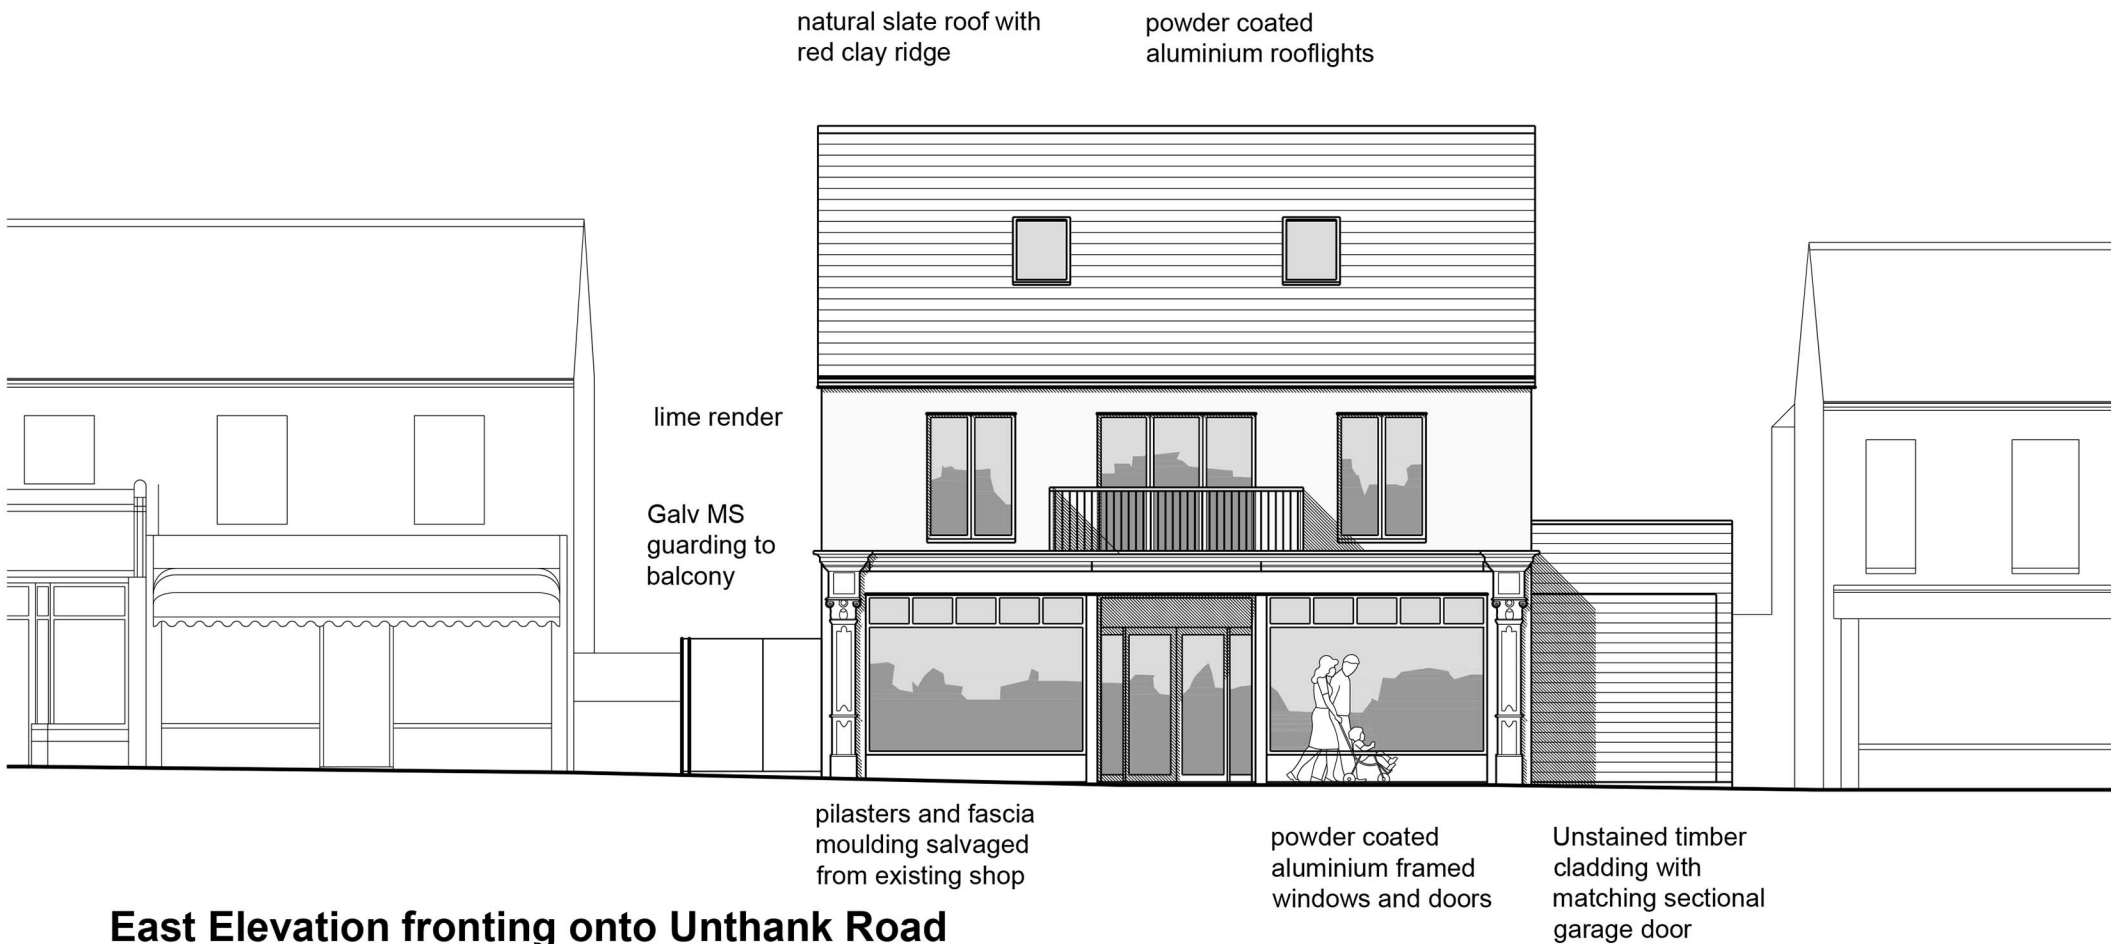 natural slate roof with
red clay ridge
powder coated
aluminium rooflights
lime render
Galv MS
guarding to
balcony
pilasters and fascia
moulding salvaged
from existing shop
powder coated
aluminium framed
windows and doors
Unstained timber
cladding with
matching sectional
garage door
East Elevation fronting onto Unthank Road